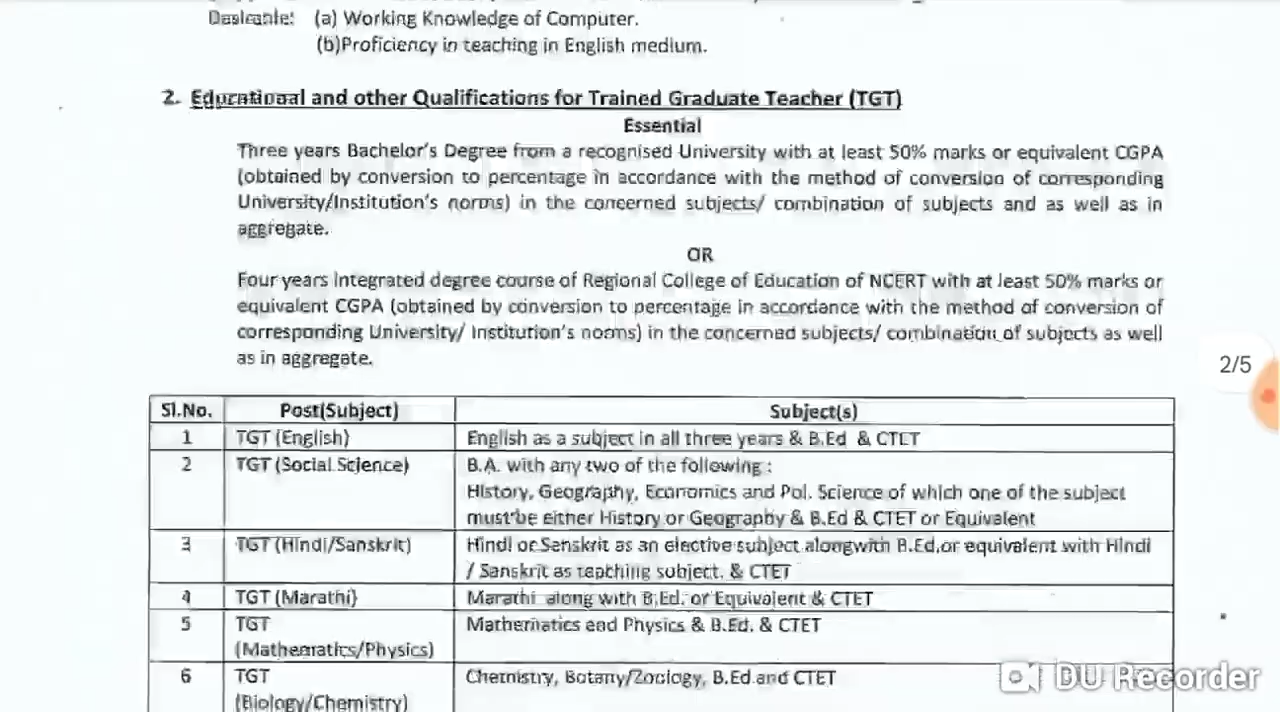 Desirable: (a) Working Knowledge of Computer.
(b)Proficiency in teaching in English medium.
2. Educational and other Qualifications for Trained Graduate Teacher (TGT)
Essential
Three years Bachelor's Degree from a recognised University with at least 50% marks or equivalent CGPA
(obtained by conversion to percentage in accordance with the method of conversion of corresponding
University/Institution's norms) in the concerned subjects/ combination of subjects and as well as in
aggregate.
OR
Four years Integrated degree course of Regional College of Education of NCERT with at least 50% marks or
equivalent CGPA (obtained by conversion to percentage in accordance with the method of conversion of
corresponding University/ Institution's norms) in the concerned subjects/ combination of subjects as well
as in aggregate.
2/5
Sl.No. Post(Subject) Subject(s)
1 TGT (English) English as a subject in all three years & B.Ed & CTET
2 TGT (Social Science) B.A. with any two of the following :
History, Geography, Economics and Pol. Science of which one of the subject
must be either History or Geography & B.Ed & CTET or Equivalent
3 TGT (Hindi/Sanskrit) Hindi or Sanskrit as an elective subject alongwith B.Ed.or equivalent with Hindi
/ Sanskrit as teaching subject. & CTET
4 TGT (Marathi) Marathi along with B.Ed. or Equivalent & CTET
5 TGT Mathematics and Physics & B.Ed. & CTET
(Mathematics/Physics)
6 TGT Chemistry, Botany/Zoology, B.Ed and CTET
(Biology/Chemistry)
DU Recorder